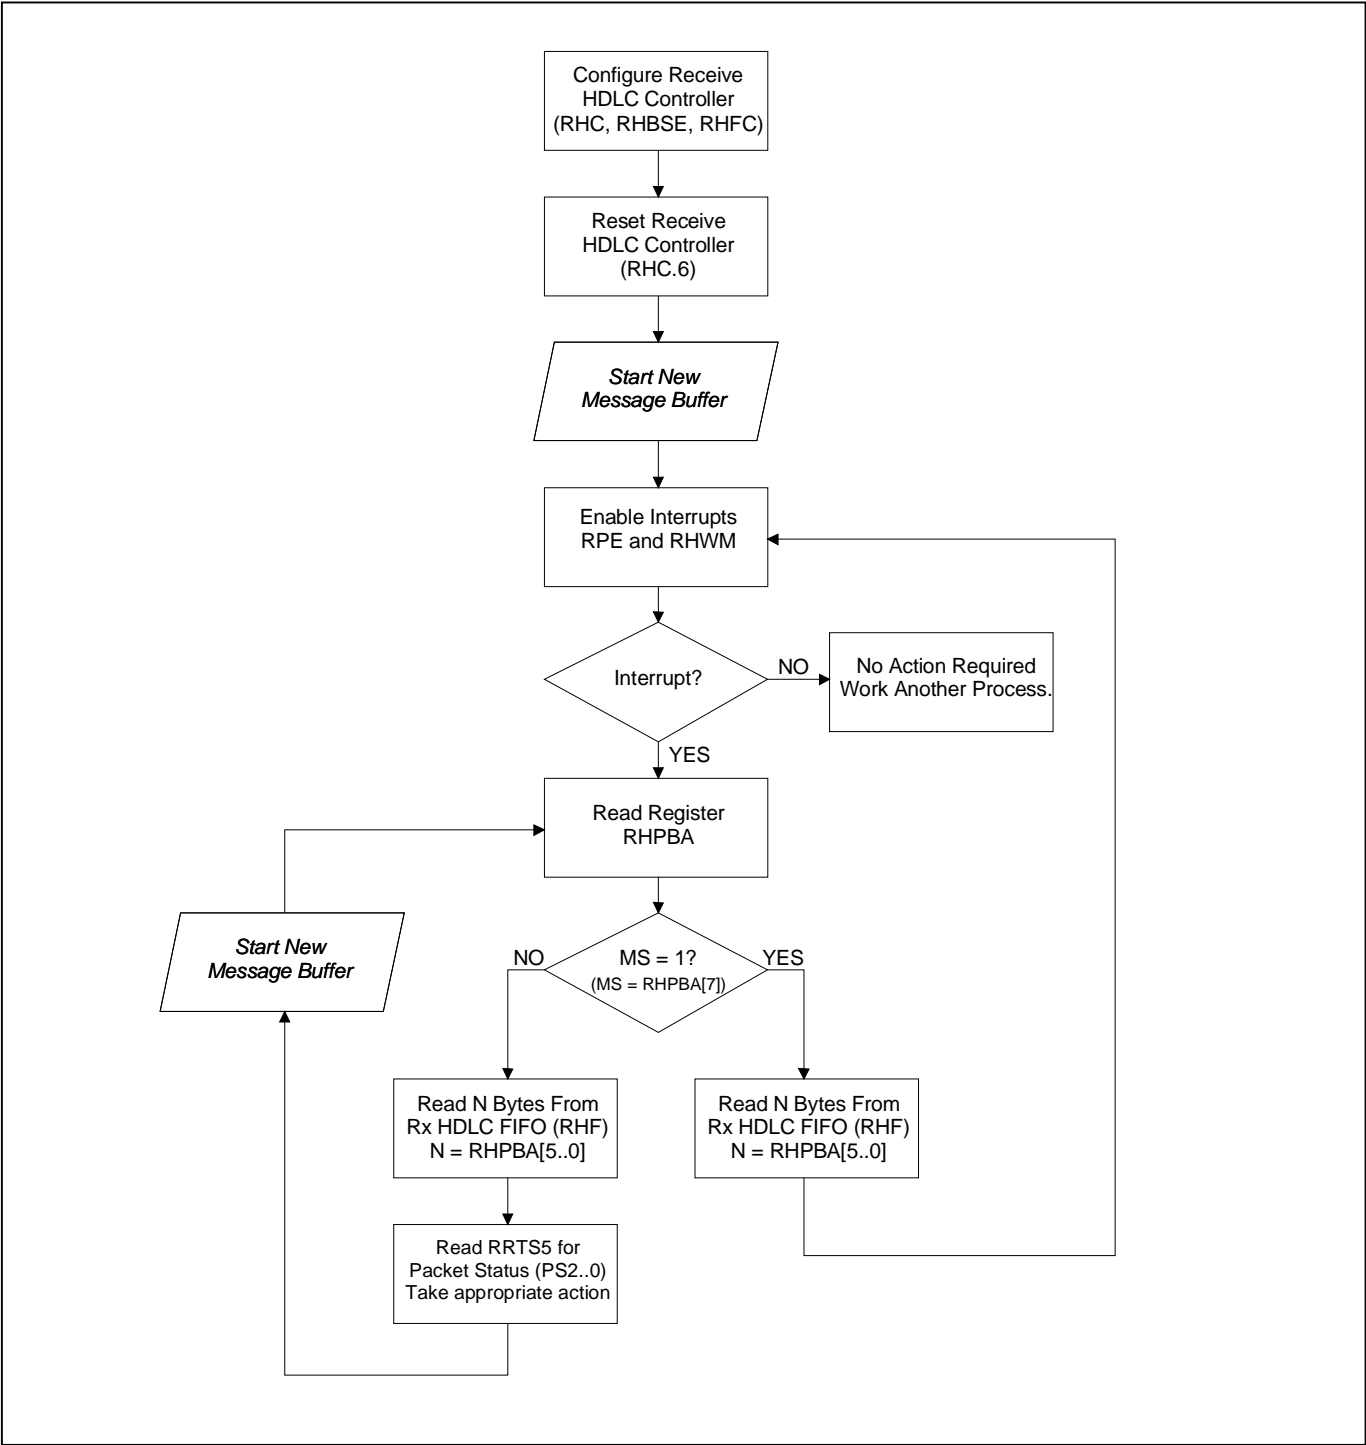 Configure Receive
HDLC Controller
(RHC, RHBSE, RHFC)
Reset Receive
HDLC Controller
(RHC.6)
Start New
Message Buffer
Enable Interrupts
RPE and RHWM
Interrupt?
NO
No Action Required
Work Another Process.
YES
Read Register
RHPBA
Start New
Message Buffer
NO
MS = 1?
(MS = RHPBA[7])
YES
Read N Bytes From
Rx HDLC FIFO (RHF)
N = RHPBA[5..0]
Read N Bytes From
Rx HDLC FIFO (RHF)
N = RHPBA[5..0]
Read RRTS5 for
Packet Status (PS2..0)
Take appropriate action